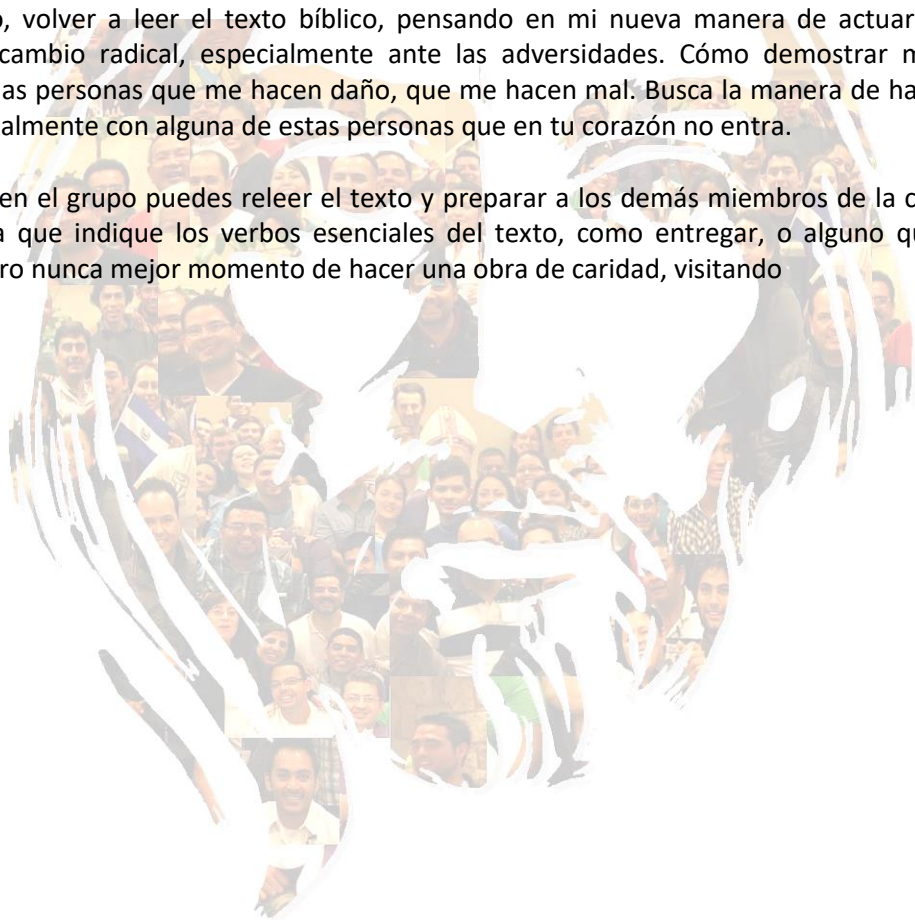 o, volver a leer el texto bíblico, pensando en mi nueva manera de actuar
cambio radical, especialmente ante las adversidades. Cómo demostrar n
as personas que me hacen daño, que me hacen mal. Busca la manera de ha
almente con alguna de estas personas que en tu corazón no entra.
en el grupo puedes releer el texto y preparar a los demás miembros de la c
a que indique los verbos esenciales del texto, como entregar, o alguno qu
ro nunca mejor momento de hacer una obra de caridad, visitando